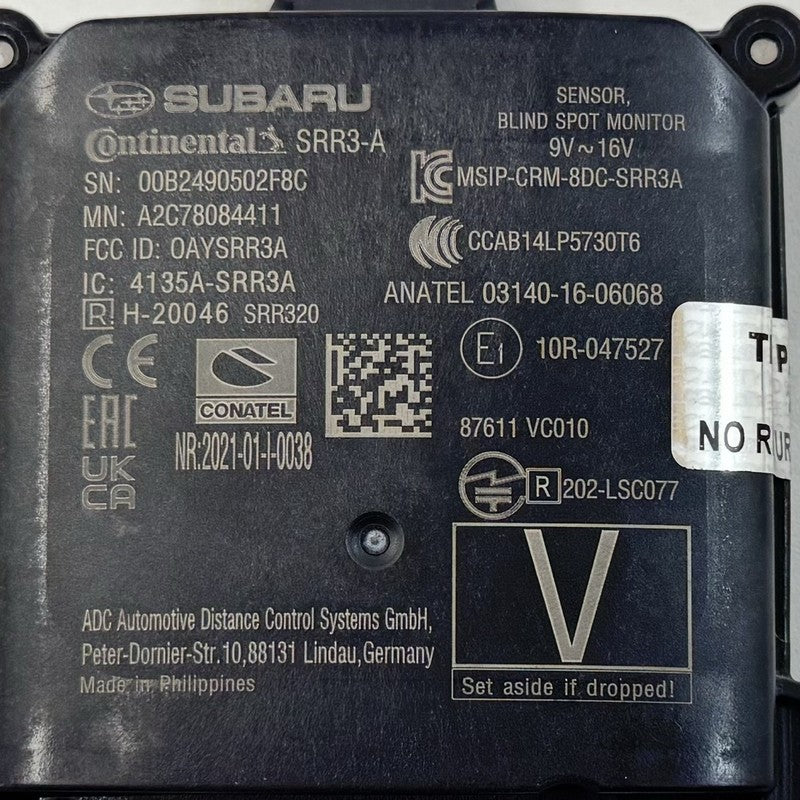 SUBARU
Continental SRR3-A
SN: 00B2490502F8C
MN: A2C78084411
FCC ID: OAYSRR3A
IC: 4135A-SRR3A
R H-20046 SRR320
CE
EAC
UK
CA
CONATEL
NR:2021-01-I-0038
SENSOR,
BLIND SPOT MONITOR
9V~16V
MSIP-CRM-8DC-SRR3A
CCAB14LP5730T6
ANATEL 03140-16-06068
E1 10R-047527
87611 VC010
R 202-LSC077
V
Set aside if dropped!
ADC Automotive Distance Control Systems GmbH,
Peter-Dornier-Str.10,88131 Lindau,Germany
Made in Philippines
NO R